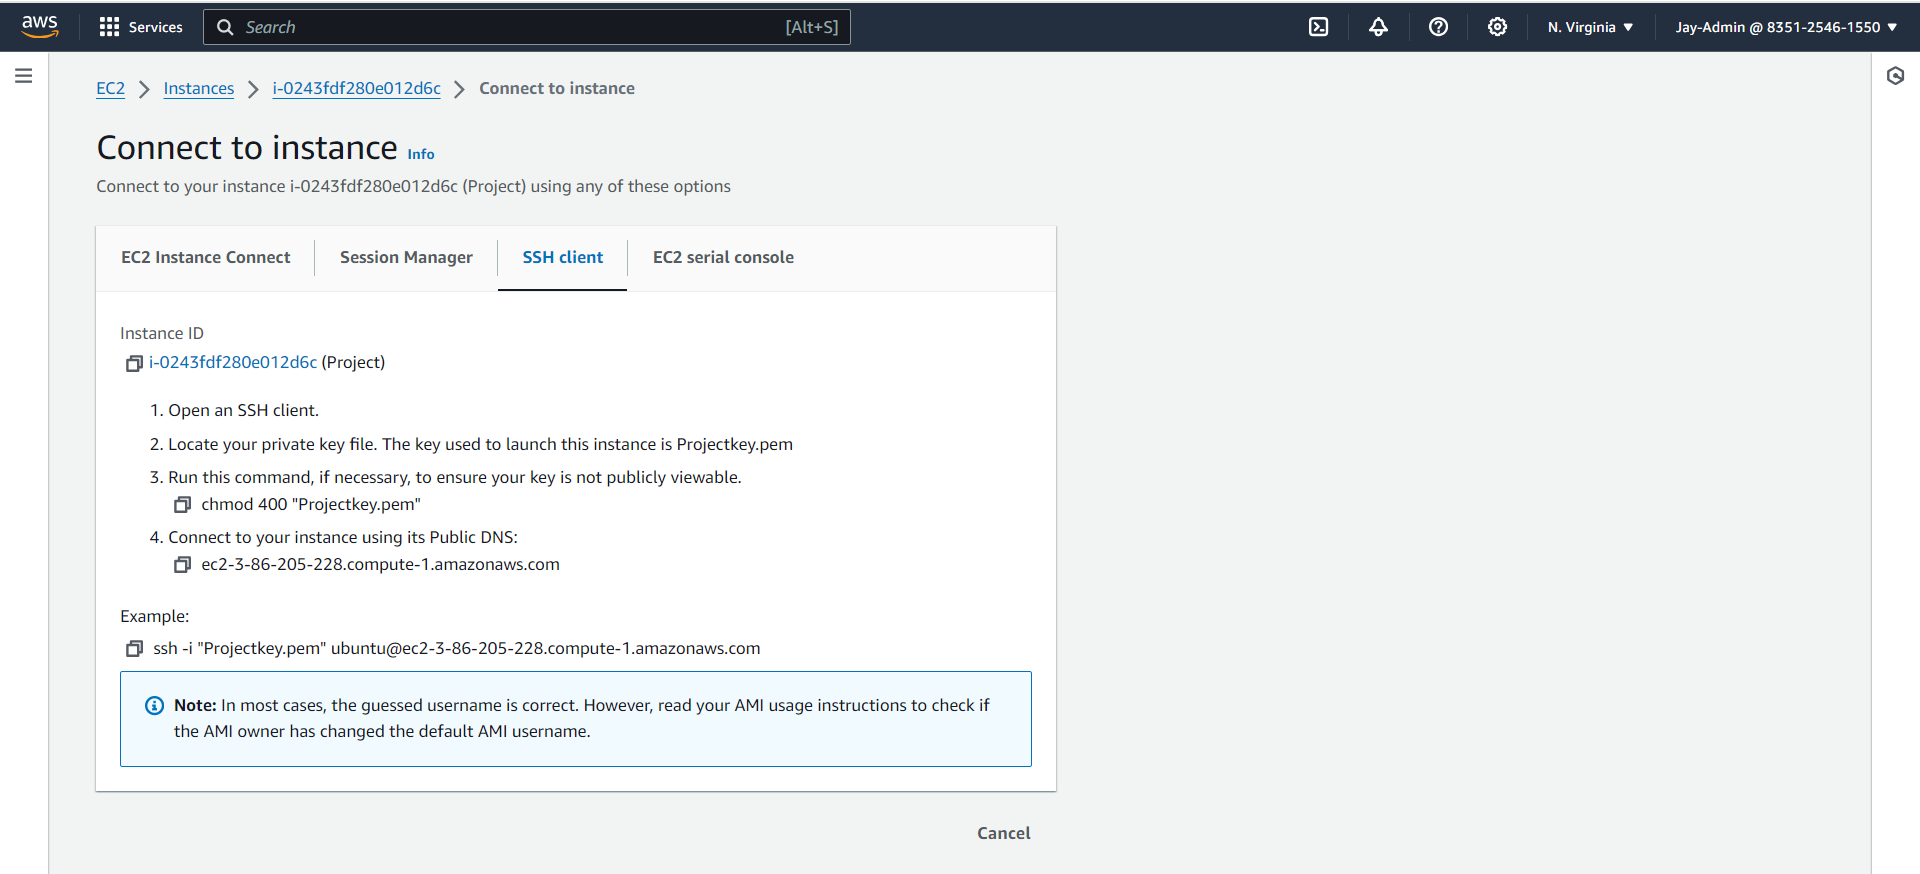 aws
Services
Search [Alt+S]
N. Virginia
Jay-Admin @ 8351-2546-1550
EC2 Instances i-0243fdf280e012d6c Connect to instance
Connect to instance Info
Connect to your instance i-0243fdf280e012d6c (Project) using any of these options
EC2 Instance Connect Session Manager SSH client EC2 serial console
Instance ID
i-0243fdf280e012d6c (Project)
1. Open an SSH client.
2. Locate your private key file. The key used to launch this instance is Projectkey.pem
3. Run this command, if necessary, to ensure your key is not publicly viewable.
chmod 400 "Projectkey.pem"
4. Connect to your instance using its Public DNS:
ec2-3-86-205-228.compute-1.amazonaws.com
Example:
ssh -i "Projectkey.pem" ubuntu@ec2-3-86-205-228.compute-1.amazonaws.com
Note: In most cases, the guessed username is correct. However, read your AMI usage instructions to check if
the AMI owner has changed the default AMI username.
Cancel